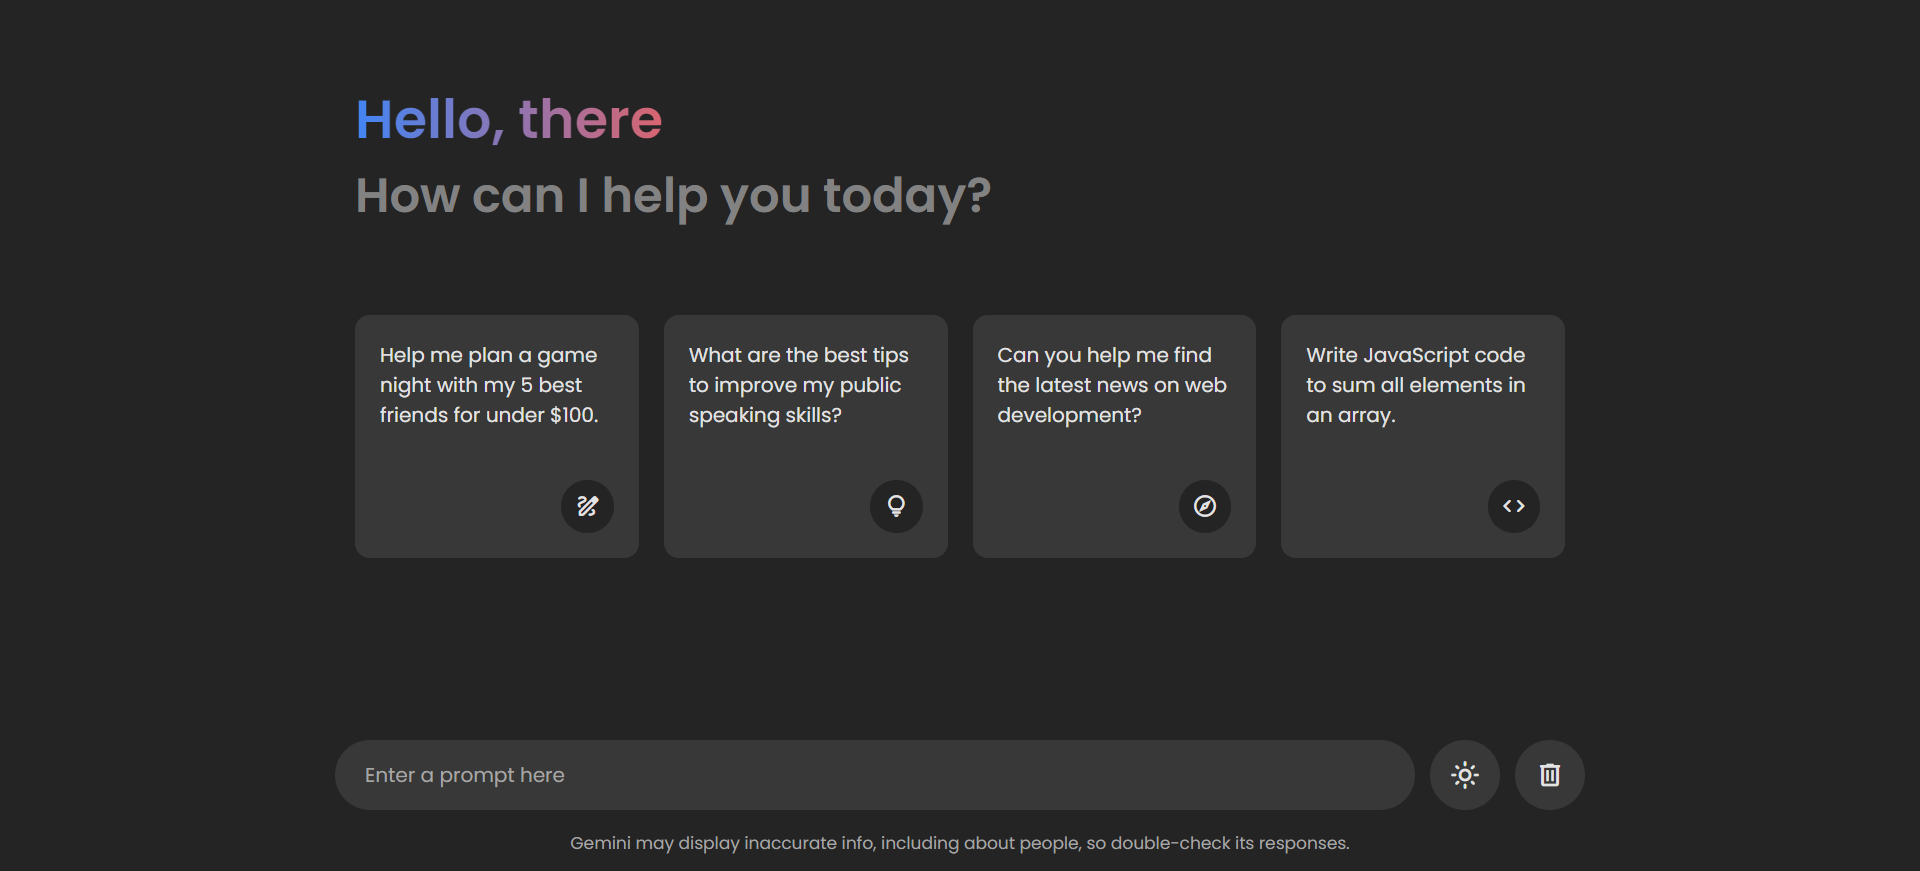 Hello, there
How can I help you today?
Help me plan a game
night with my 5 best
friends for under $100.
What are the best tips
to improve my public
speaking skills?
Can you help me find
the latest news on web
development?
Write JavaScript code
to sum all elements in
an array.
Enter a prompt here
Gemini may display inaccurate info, including about people, so double-check its responses.